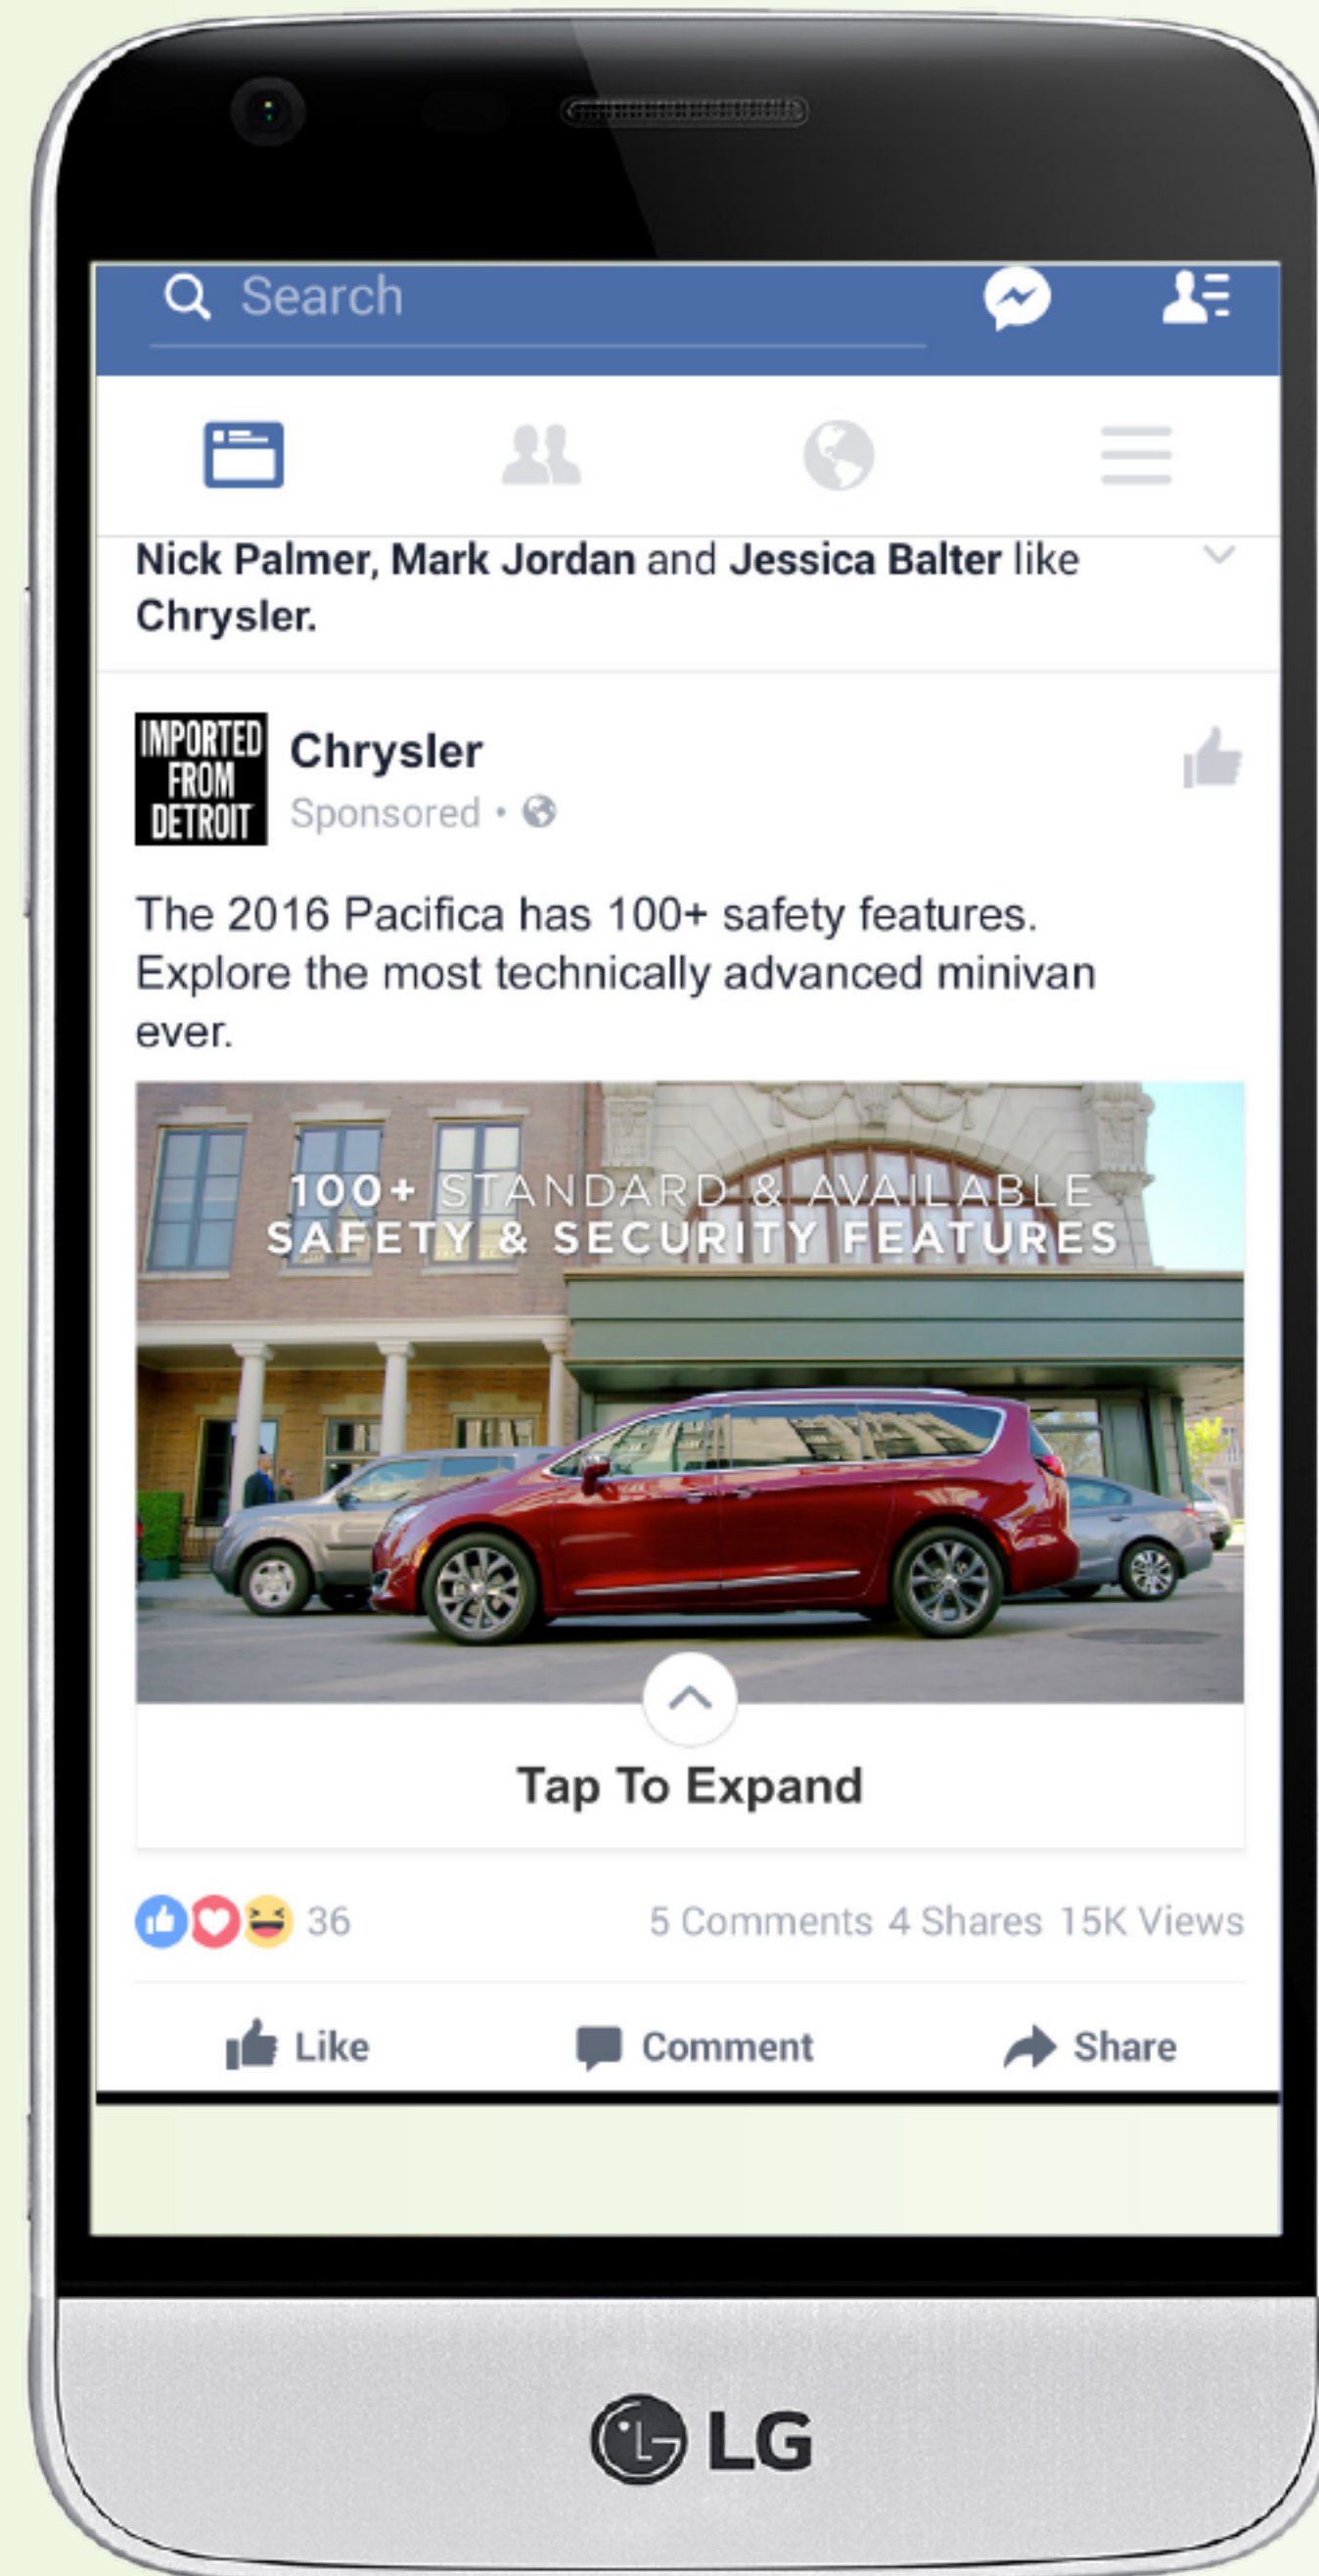 Search
Nick Palmer, Mark Jordan and Jessica Balter like
Chrysler.
IMPORTED
FROM
DETROIT
Chrysler
Sponsored •
The 2016 Pacifica has 100+ safety features.
Explore the most technically advanced minivan
ever.
100+ STANDARD & AVAILABLE
SAFETY & SECURITY FEATURES
Tap To Expand
36
5 Comments 4 Shares 15K Views
Like
Comment
Share
LG